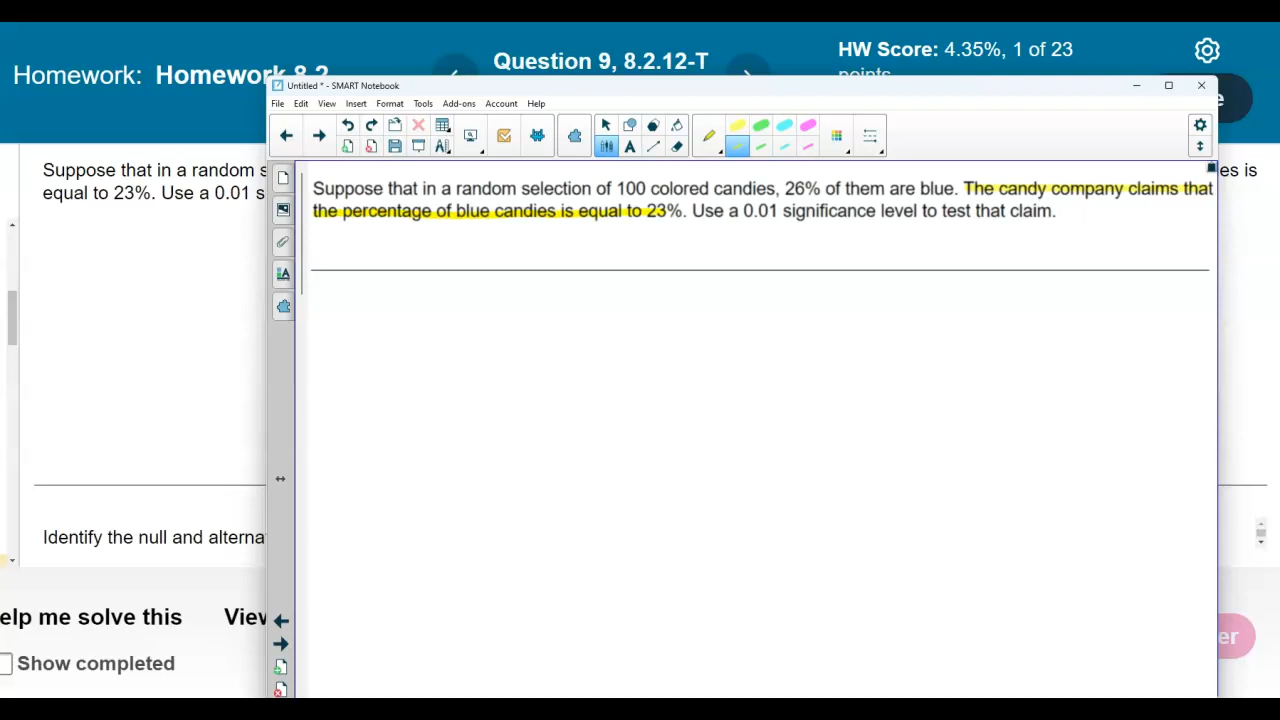 Homework: Homework 8.2
Question 9, 8.2.12-T
HW Score: 4.35%, 1 of 23
points
Untitled * - SMART Notebook
File Edit View Insert Format Tools Add-ons Account Help
Suppose that in a random s
equal to 23%. Use a 0.01 s
es is
Suppose that in a random selection of 100 colored candies, 26% of them are blue. The candy company claims that
the percentage of blue candies is equal to 23%. Use a 0.01 significance level to test that claim.
Identify the null and alterna
elp me solve this
View
Show completed
er